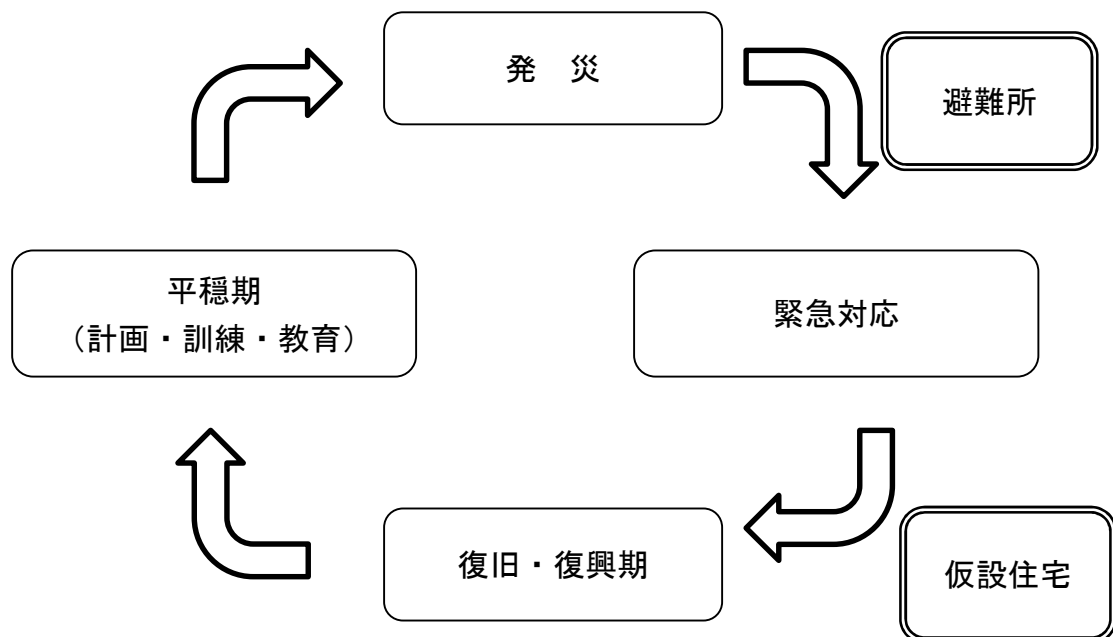 発　災
避難所
平穏期
（計画・訓練・教育）
緊急対応
復旧・復興期
仮設住宅